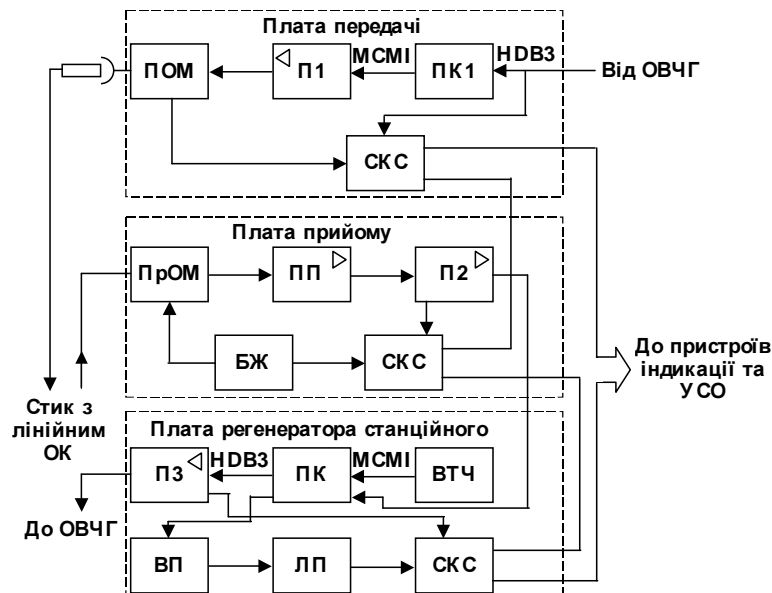 Плата передачі
ПОМ
П1
MCMI
ПК1
HDB3
Від ОВЧГ
СКС
Плата прийому
ПрОМ
ПП
П2
БЖ
СКС
До пристроїв
індикації та
УСО
Стик з
лінійним
ОК
Плата регенератора станційного
П3
HDB3
ПК
MCMI
ВТЧ
До ОВЧГ
ВП
ЛП
СКС